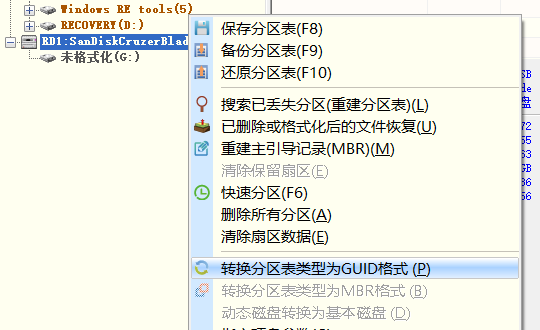 Windows RE tools(5)
RECOVERY(D:)
RD1:SanDiskCruzerBlad
未格式化(G:)
保存分区表(F8)
备份分区表(F9)
还原分区表(F10)
搜索已丢失分区(重建分区表)(L)
已删除或格式化后的文件恢复(U)
重建主引导记录(MBR)(M)
清除保留扇区(E)
快速分区(F6)
删除所有分区(A)
清除扇区数据(E)
转换分区表类型为GUID格式 (P)
转换分区表类型为MBR格式 (B)
动态磁盘转换为基本磁盘 (D)
SB
de
盘
72
55
63
GB
36
56